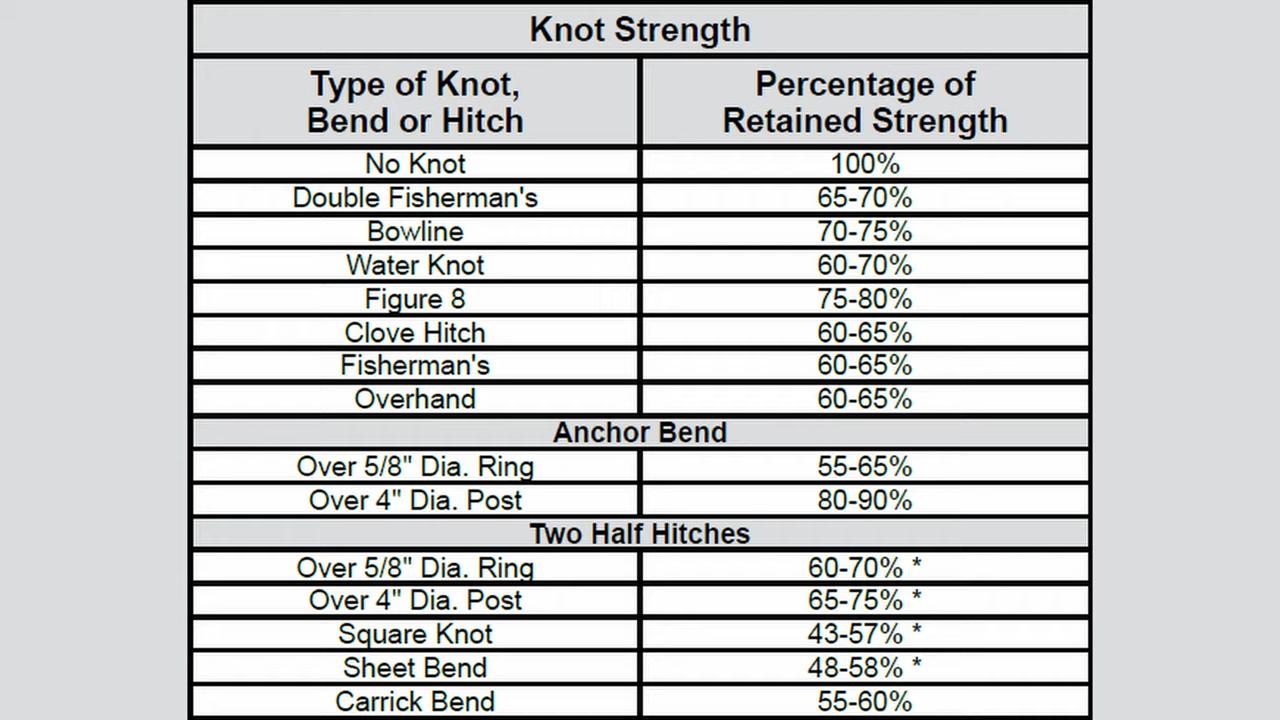 Knot Strength
Type of Knot, Bend or Hitch
Percentage of Retained Strength
No Knot 100%
Double Fisherman's 65-70%
Bowline 70-75%
Water Knot 60-70%
Figure 8 75-80%
Clove Hitch 60-65%
Fisherman's 60-65%
Overhand 60-65%
Anchor Bend
Over 5/8" Dia. Ring 55-65%
Over 4" Dia. Post 80-90%
Two Half Hitches
Over 5/8" Dia. Ring 60-70% *
Over 4" Dia. Post 65-75% *
Square Knot 43-57% *
Sheet Bend 48-58% *
Carrick Bend 55-60%